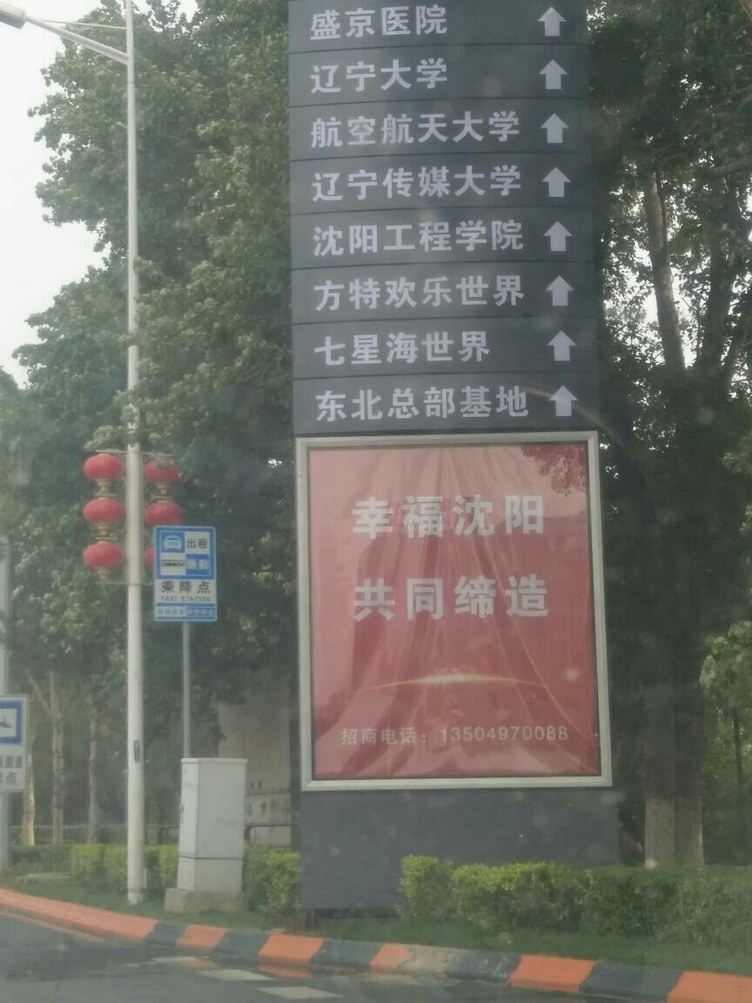 盛京医院
辽宁大学
航空航天大学
辽宁传媒大学
沈阳工程学院
方特欢乐世界
七星海世界
东北总部基地
幸福沈阳
共同缔造
招商电话：13504970088
出租
乘降点
TAXI STATION
点